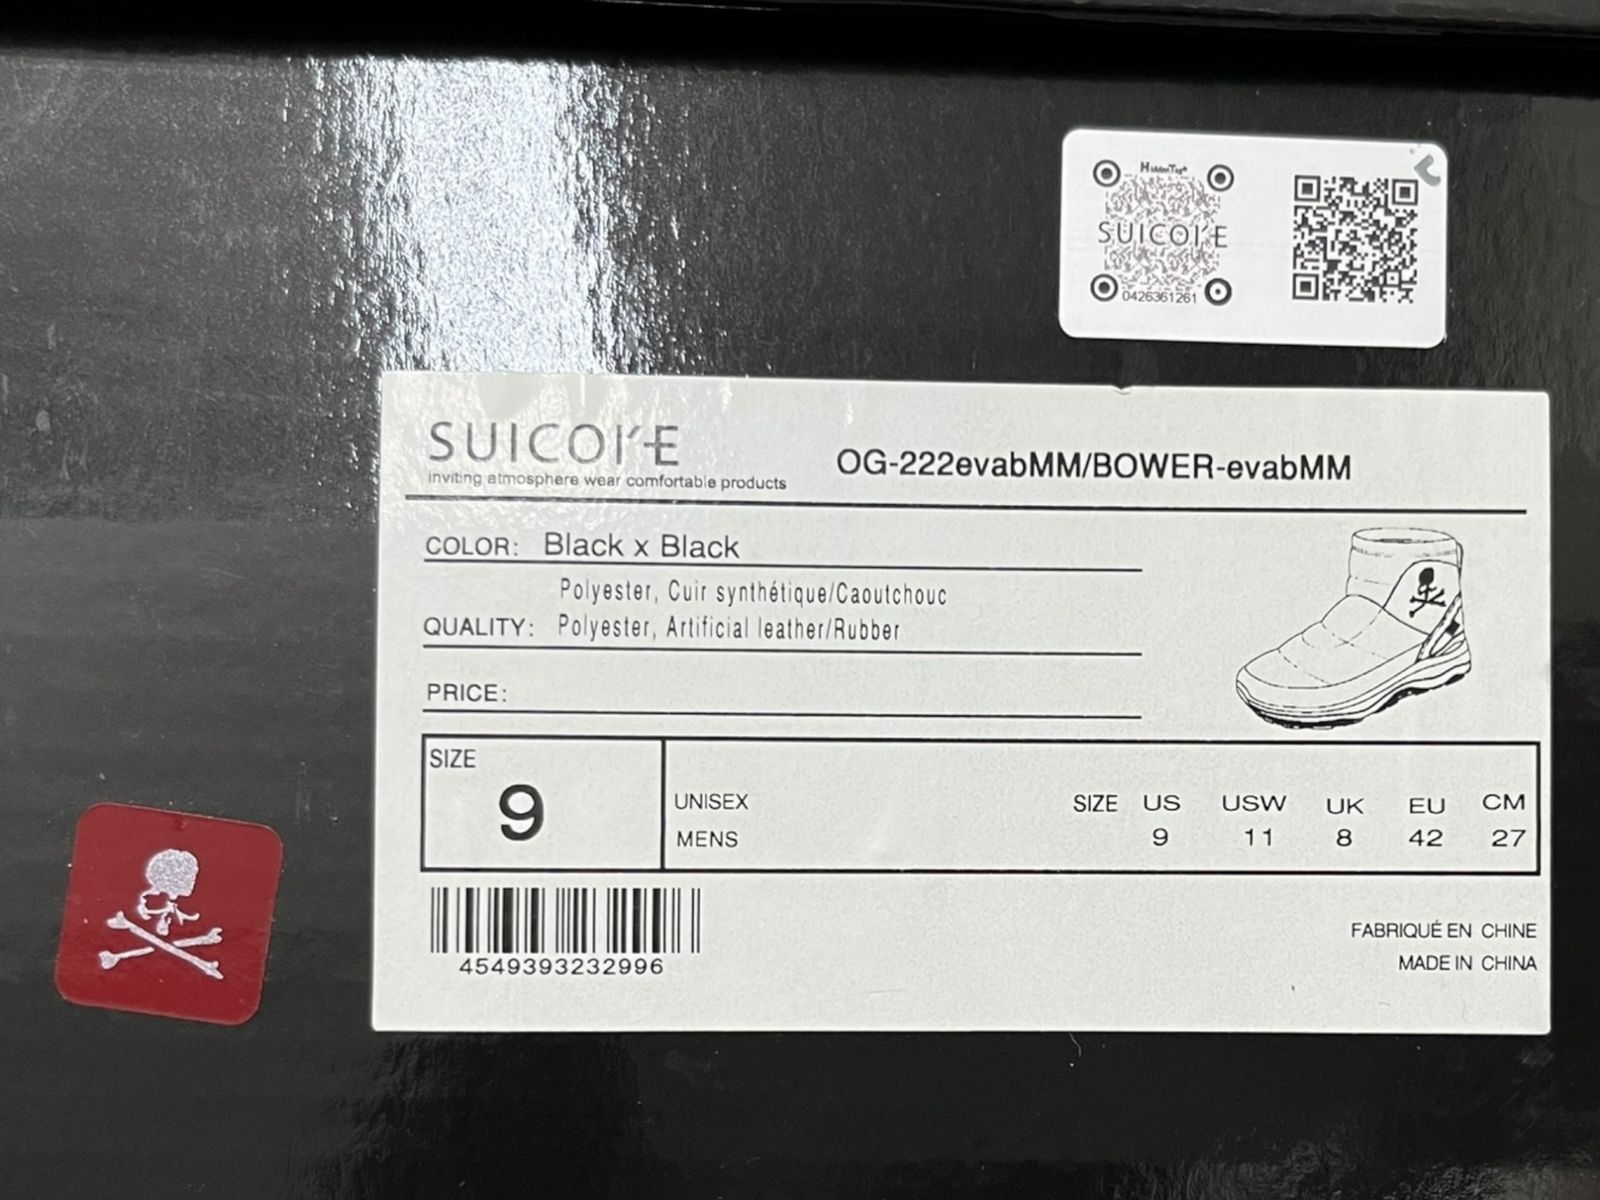 HiddenTag
SUICOKE
0426361261
SUICOKE
inviting atmosphere wear comfortable products
OG-222evabMM/BOWER-evabMM
COLOR: Black x Black
Polyester, Cuir synthétique/Caoutchouc
QUALITY: Polyester, Artificial leather/Rubber
PRICE:
SIZE
9
UNISEX
MENS
SIZE US USW UK EU CM
9 11 8 42 27
4549393232996
FABRIQUÉ EN CHINE
MADE IN CHINA